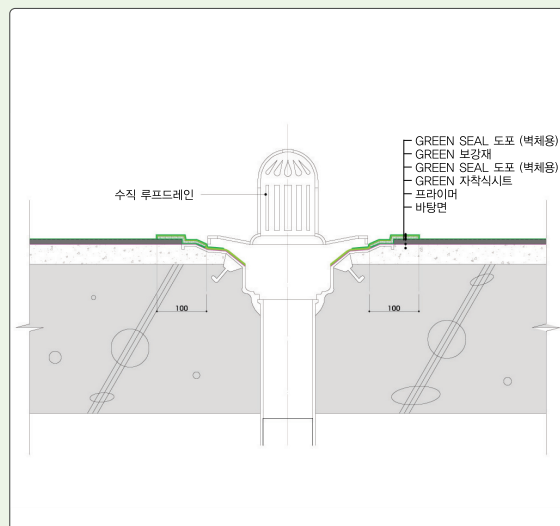 GREEN SEAL 도포 (벽체용)
GREEN 보강재
GREEN SEAL 도포 (벽체용)
GREEN 자착식시트
프라이머
바탕면
수직 루프드레인
100
100